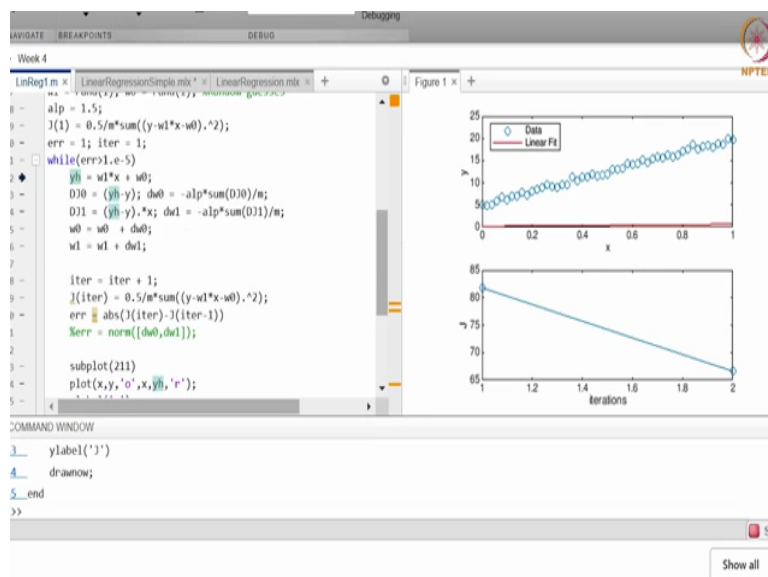 Debugging
NAVIGATE BREAKPOINTS DEBUG
Week 4
NPTEL
LinReg1.m × LinearRegressionSimple.mlx * × LinearRegression.mlx × +
Figure 1 × +
alp = 1.5;
J(1) = 0.5/m*sum((y-w1*x-w0).^2);
err = 1; iter = 1;
while(err>1.e-5)
yh = w1*x + w0;
DJ0 = (yh-y); dw0 = -alp*sum(DJ0)/m;
DJ1 = (yh-y).*x; dw1 = -alp*sum(DJ1)/m;
w0 = w0 + dw0;
w1 = w1 + dw1;
iter = iter + 1;
J(iter) = 0.5/m*sum((y-w1*x-w0).^2);
err = abs(J(iter)-J(iter-1))
%err = norm([dw0,dw1]);
subplot(211)
plot(x,y,'o',x,yh,'r');
25
20
15
10
5
0
y
Data
Linear Fit
0 0.2 0.4 0.6 0.8 1
x
85
80
75
70
65
J
1 1.2 1.4 1.6 1.8 2
iterations
COMMAND WINDOW
3 ylabel('J')
4 drawnow;
5 end
>>
Show all